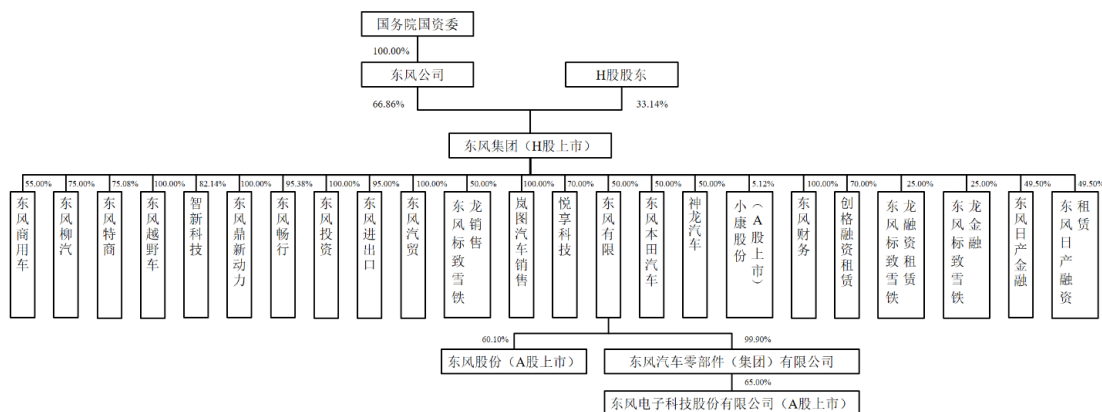 国务院国资委
100.00%
东风公司
H股股东
66.86%
33.14%
东风集团（H股上市）
55.00%
75.00%
75.08%
100.00%
82.14%
100.00%
95.38%
100.00%
95.00%
100.00%
50.00%
100.00%
70.00%
50.00%
50.00%
50.00%
5.12%
100.00%
70.00%
25.00%
25.00%
49.50%
49.50%
东风商用车
东风柳汽
东风特商
东风越野车
智新科技
东风鼎新动力
东风畅行
东风投资
东风进出口
东风汽贸
东风标致雪铁
龙销售
岚图汽车销售
悦享科技
东风有限
东风本田汽车
神龙汽车
小康股份
（A股上市）
东风财务
创格融资租赁
东风标致雪铁
龙融资租赁
东风标致雪铁
龙金融
东风日产金融
东风日产融资
租赁
60.10%
99.90%
东风股份（A股上市）
东风汽车零部件（集团）有限公司
65.00%
东风电子科技股份有限公司（A股上市）